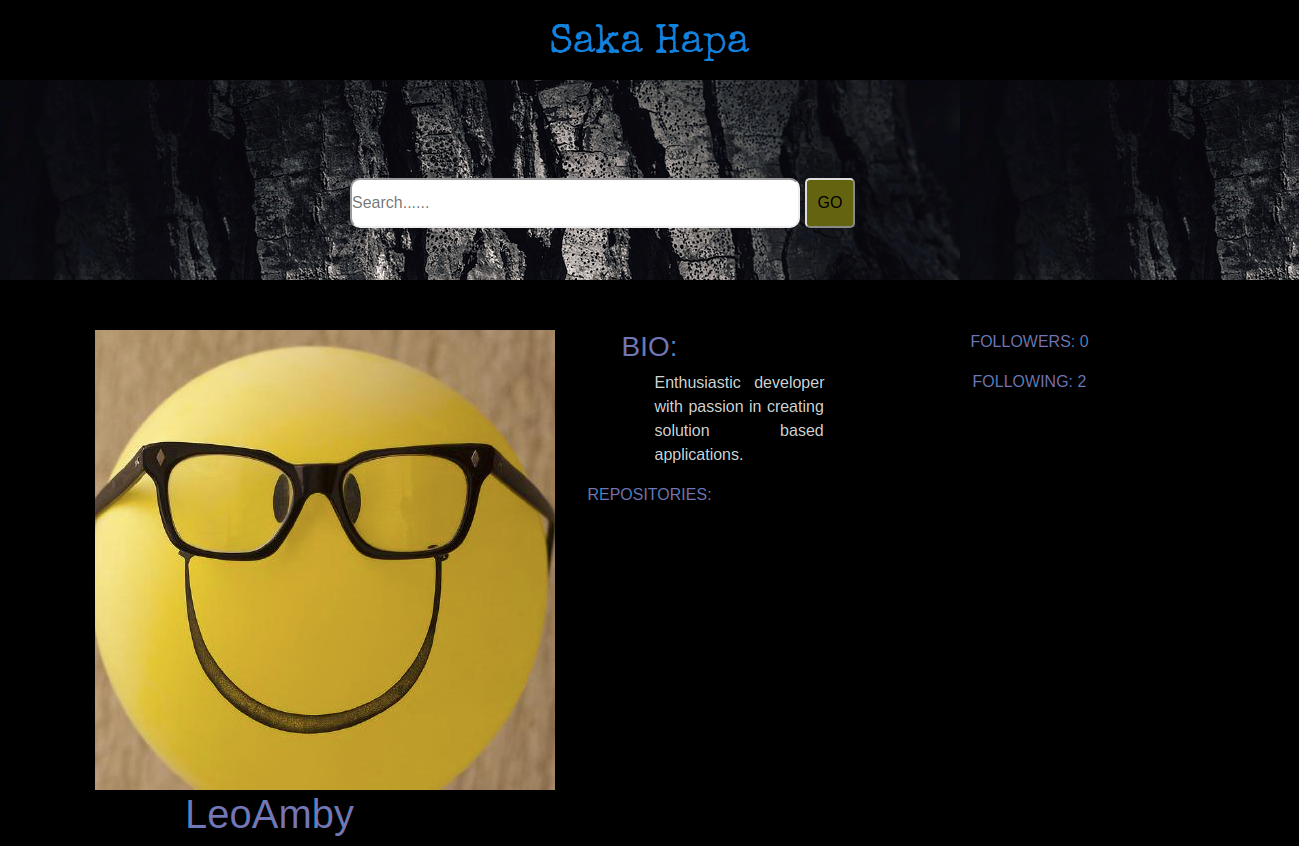 Saka Hapa
Search......
GO
BIO:
Enthusiastic developer
with passion in creating
solution based
applications.
REPOSITORIES:
FOLLOWERS: 0
FOLLOWING: 2
LeoAmby